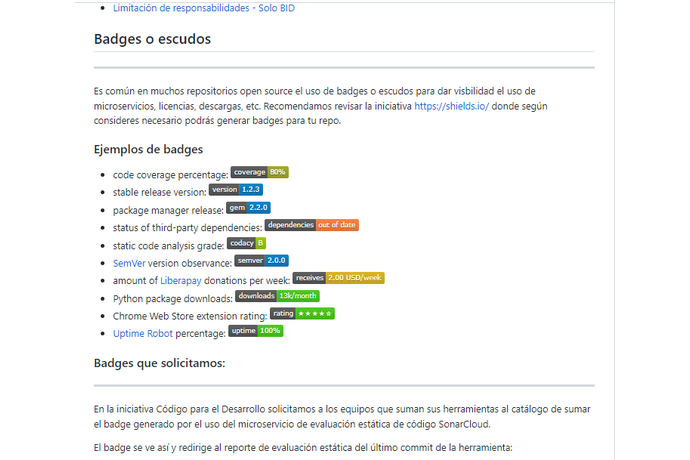 Limitación de responsabilidades - Solo BID
Badges o escudos
Es común en muchos repositorios open source el uso de badges o escudos para dar visbilidad el uso de
microservicios, licencias, descargas, etc. Recomendamos revisar la iniciativa https://shields.io/ donde según
consideres necesario podrás generar badges para tu repo.
Ejemplos de badges
code coverage percentage: coverage 80%
stable release version: version 1.2.3
package manager release: gem 2.2.0
status of third-party dependencies: dependencies out of date
static code analysis grade: codacy B
SemVer version observance: semver 2.0.0
amount of Liberapay donations per week: receives 2.00 USD/week
Python package downloads: downloads 13k/month
Chrome Web Store extension rating: rating ★★★★☆
Uptime Robot percentage: uptime 100%
Badges que solicitamos:
En la iniciativa Código para el Desarrollo solicitamos a los equipos que suman sus herramientas al catálogo de sumar
el badge generado por el uso del microservicio de evaluación estática de código SonarCloud.
El badge se ve así y redirige al reporte de evaluación estática del último commit de la herramienta: